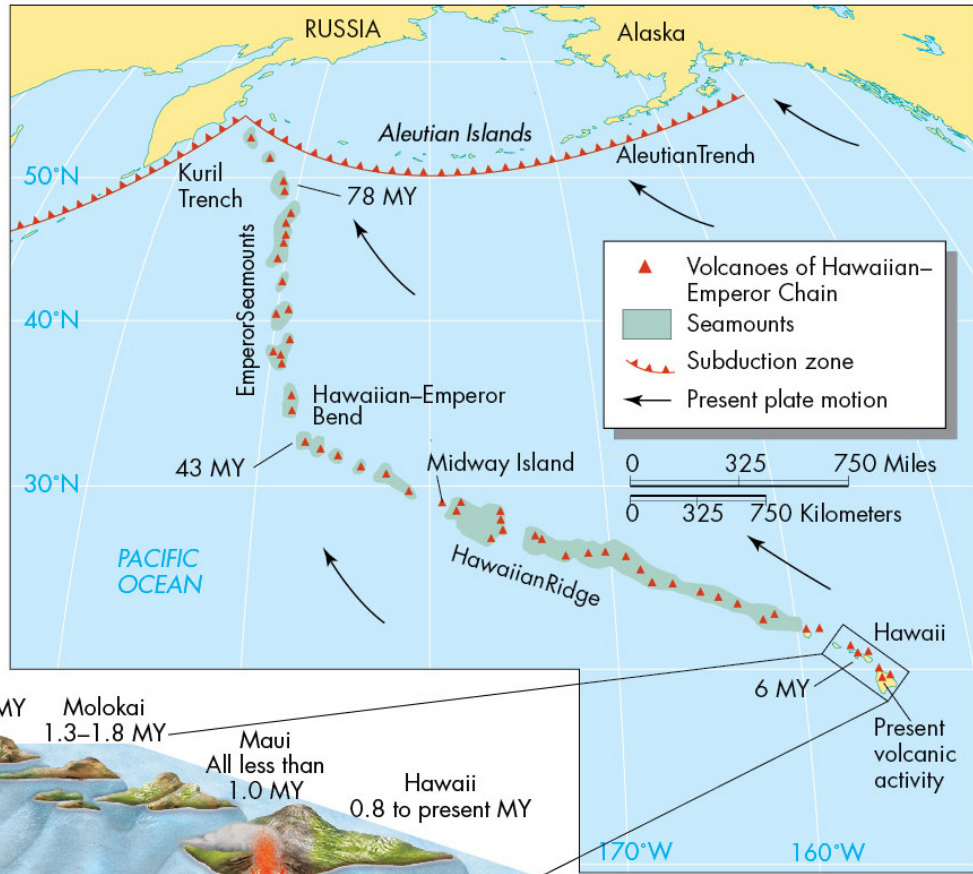 RUSSIA
Alaska
Aleutian Islands
AleutianTrench
Kuril
Trench
50°N
78 MY
EmperorSeamounts
Volcanoes of Hawaiian–
Emperor Chain
Seamounts
Subduction zone
Present plate motion
40°N
Hawaiian–Emperor
Bend
43 MY
Midway Island
0 325 750 Miles
0 325 750 Kilometers
30°N
PACIFIC
OCEAN
HawaiianRidge
Hawaii
6 MY
Present
volcanic
activity
MY
Molokai
1.3–1.8 MY
Maui
All less than
1.0 MY
Hawaii
0.8 to present MY
170°W
160°W